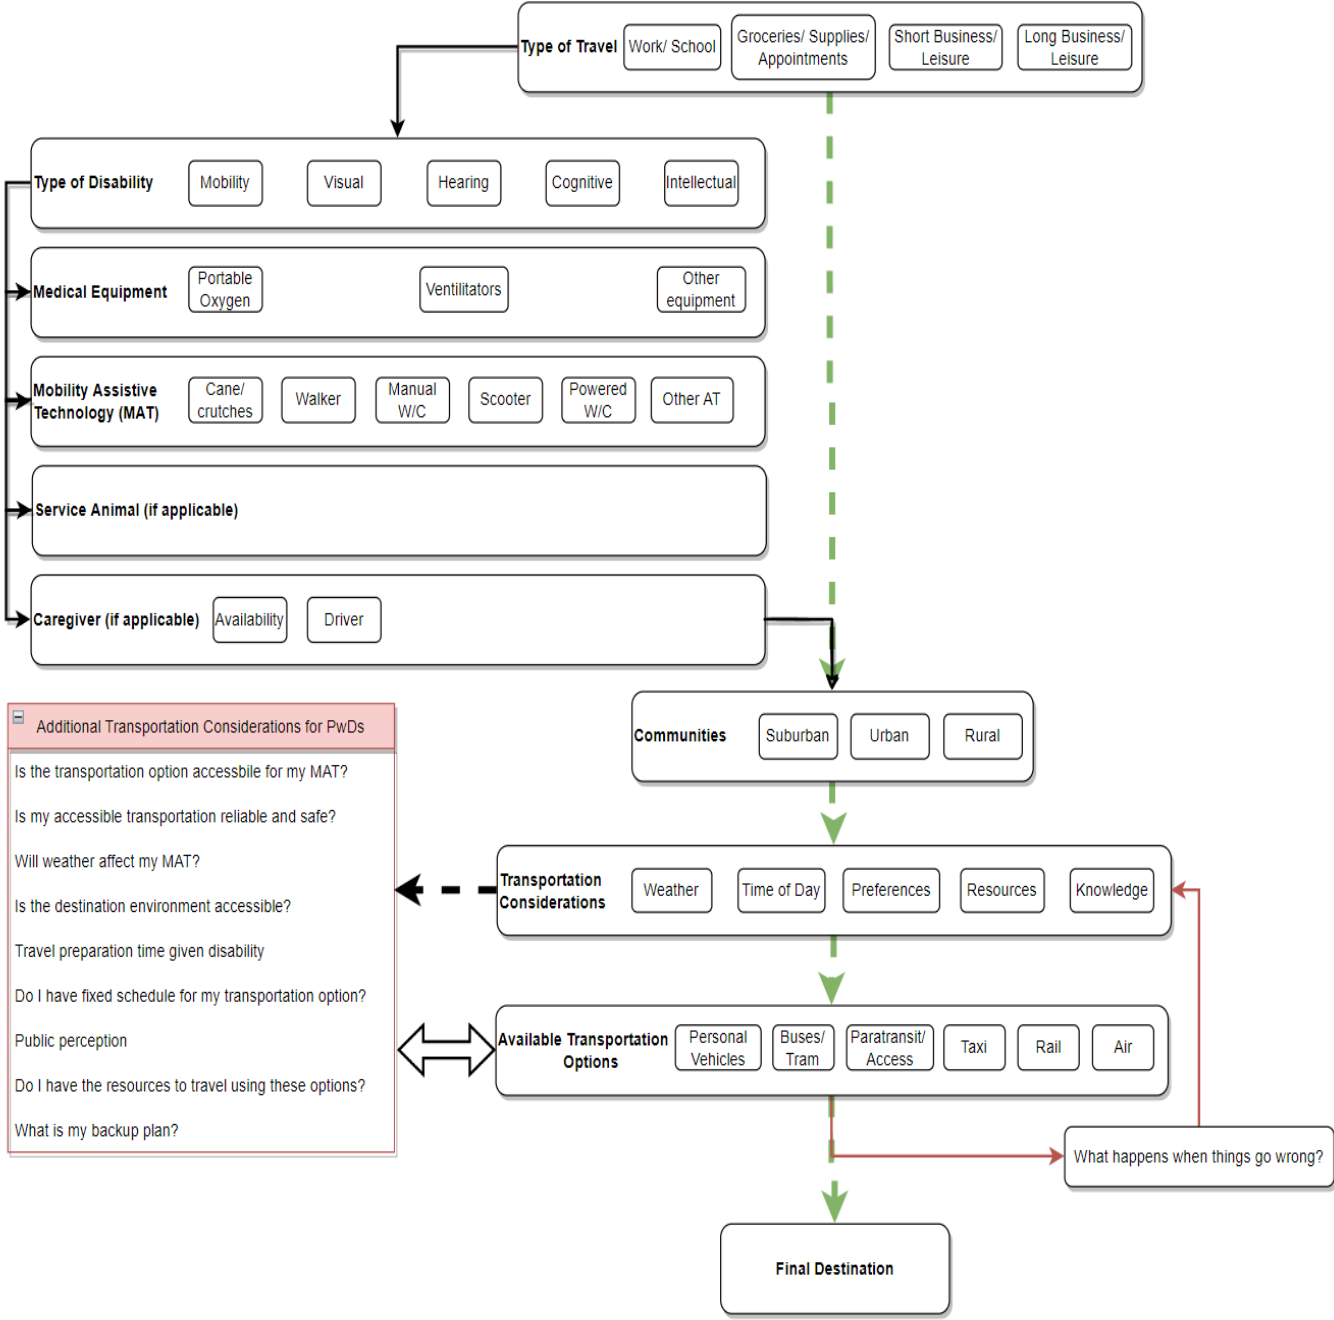 Type of Travel
Work/ School
Groceries/ Supplies/
Appointments
Short Business/
Leisure
Long Business/
Leisure
Type of Disability
Mobility
Visual
Hearing
Cognitive
Intellectual
Medical Equipment
Portable
Oxygen
Ventilitators
Other
equipment
Mobility Assistive
Technology (MAT)
Cane/
crutches
Walker
Manual
W/C
Scooter
Powered
W/C
Other AT
Service Animal (if applicable)
Caregiver (if applicable)
Availability
Driver
Communities
Suburban
Urban
Rural
Additional Transportation Considerations for PwDs
Is the transportation option accessbile for my MAT?
Is my accessible transportation reliable and safe?
Will weather affect my MAT?
Is the destination environment accessible?
Travel preparation time given disability
Do I have fixed schedule for my transportation option?
Public perception
Do I have the resources to travel using these options?
What is my backup plan?
Transportation
Considerations
Weather
Time of Day
Preferences
Resources
Knowledge
Available Transportation
Options
Personal
Vehicles
Buses/
Tram
Paratransit/
Access
Taxi
Rail
Air
What happens when things go wrong?
Final Destination